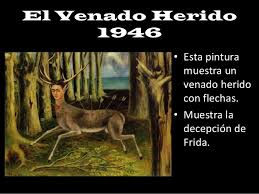 El Venado Herido
1946
• Esta pintura
muestra un
venado herido
con flechas.
• Muestra la
decepción de
Frida.